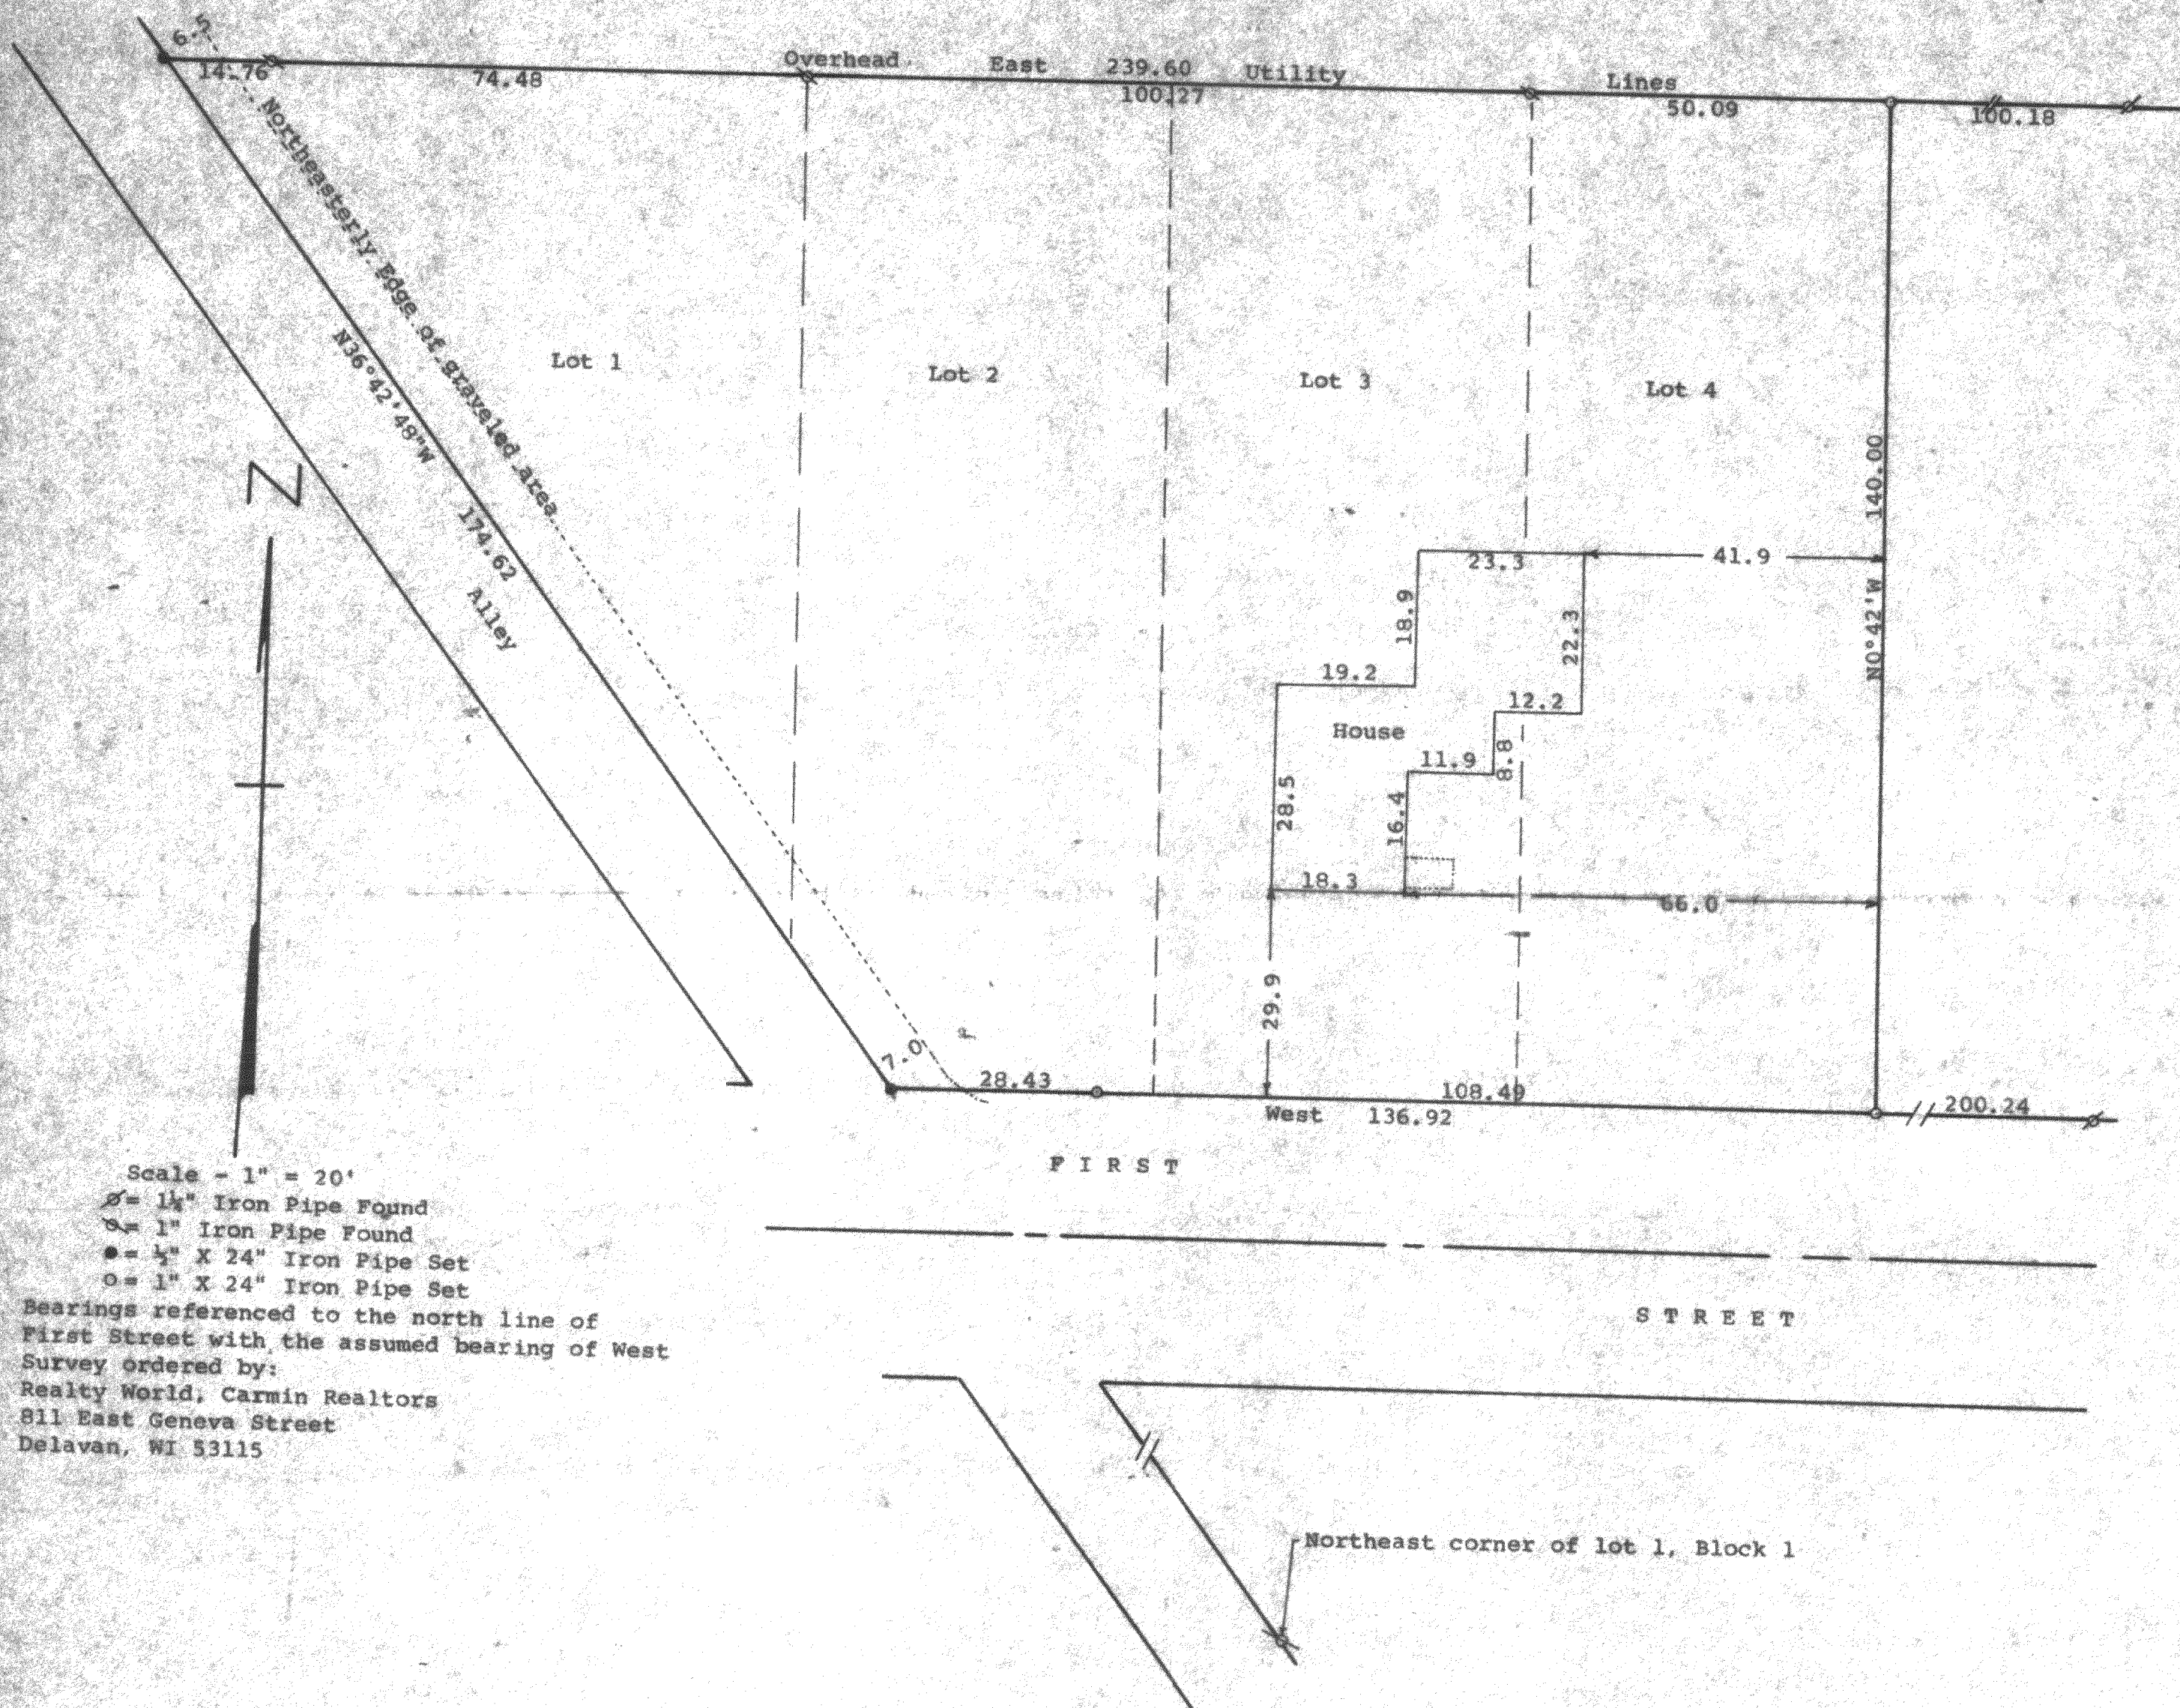 6.5
14.76
74.48
Overhead East 239.60 Utility Lines
100.27
50.09
100.18
Northeasterly Edge of graveled area
N36°42'48"W 174.62
Alley
Lot 1
Lot 2
Lot 3
Lot 4
140.00
N0°42'W
N
23.3
41.9
18.9
22.3
19.2
12.2
House
11.9
8.8
28.5
16.4
18.3
66.0
29.9
7.0
28.43
108.49
West 136.92
200.24
FIRST
STREET
Scale - 1" = 20'
= 1¼" Iron Pipe Found
= 1" Iron Pipe Found
= ½" X 24" Iron Pipe Set
= 1" X 24" Iron Pipe Set
Bearings referenced to the north line of
First Street with the assumed bearing of West
Survey ordered by:
Realty World, Carmin Realtors
811 East Geneva Street
Delavan, WI 53115
Northeast corner of lot 1, Block 1